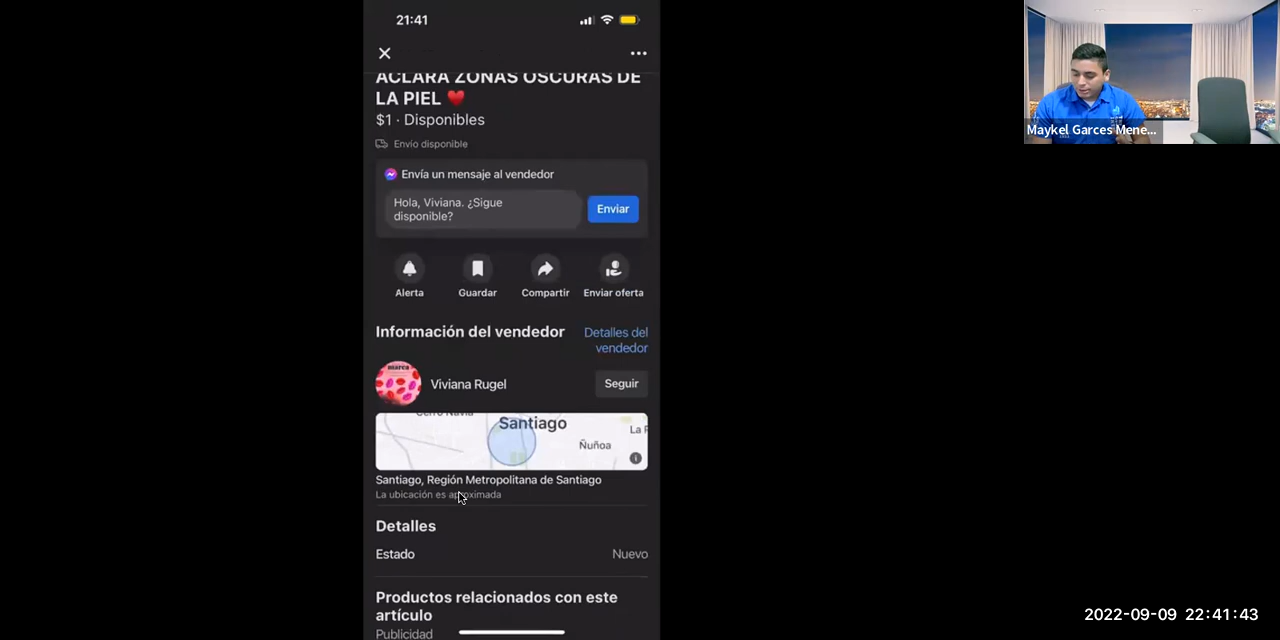 21:41
ACLARA ZONAS OSCURAS DE
LA PIEL ❤️
$1 · Disponibles
Envío disponible
Envía un mensaje al vendedor
Hola, Viviana. ¿Sigue
disponible?
Enviar
Alerta
Guardar
Compartir
Enviar oferta
Información del vendedor
Detalles del
vendedor
Viviana Rugel
Seguir
Santiago
Ñuñoa
Santiago, Región Metropolitana de Santiago
La ubicación es aproximada
Detalles
Estado
Nuevo
Productos relacionados con este
artículo
Publicidad
Maykel Garces Mene...
2022-09-09 22:41:43